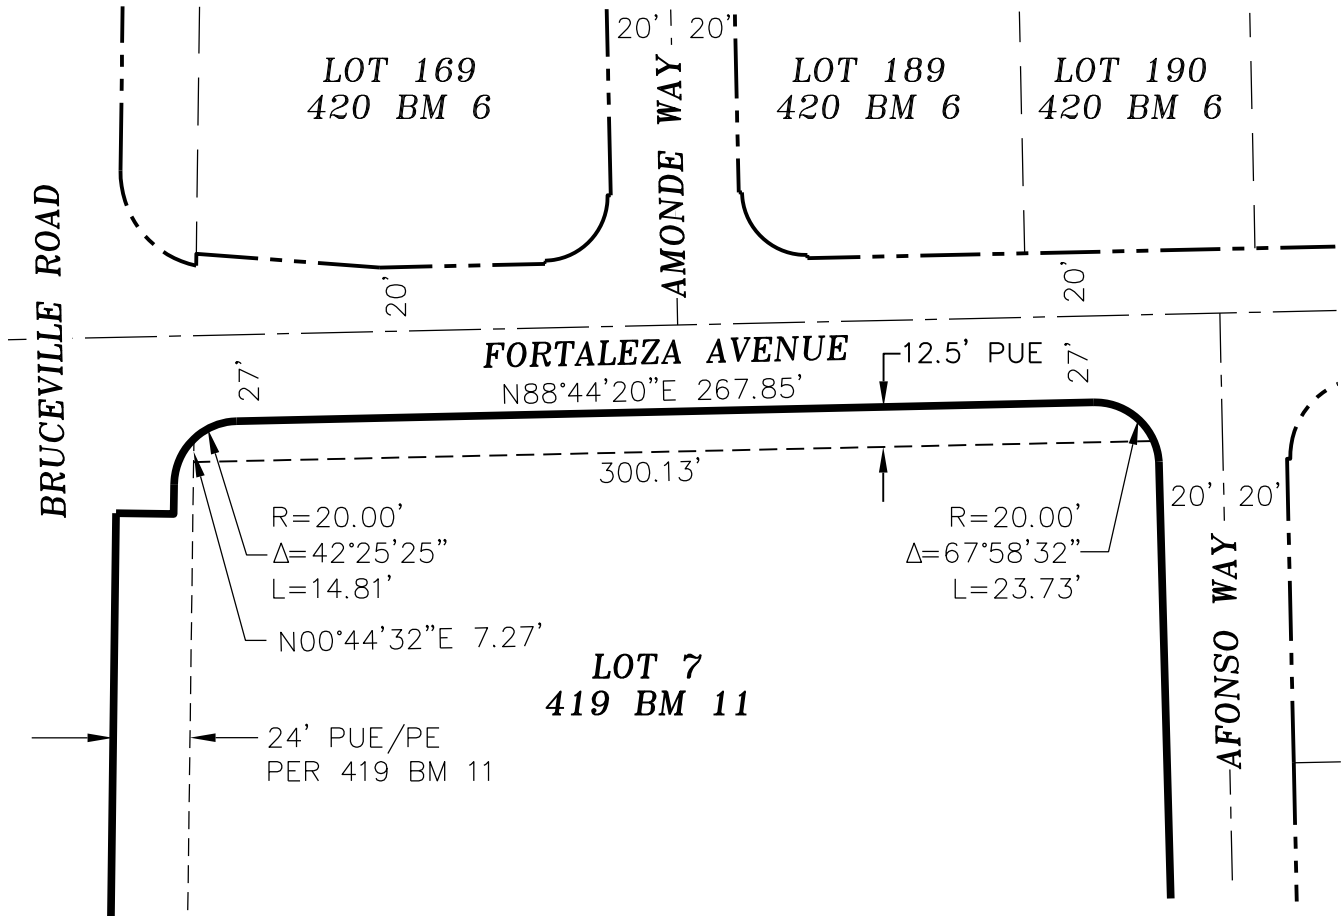 20' 20'
LOT 169
420 BM 6
AMONDE WAY
LOT 189
420 BM 6
LOT 190
420 BM 6
BRUCEVILLE ROAD
20'
20'
FORTALEZA AVENUE
12.5' PUE
27'
27'
N88°44'20"E 267.85'
300.13'
R=20.00'
Δ=42°25'25"
L=14.81'
R=20.00'
Δ=67°58'32"
L=23.73'
20' 20'
N00°44'32"E 7.27'
AFONSO WAY
LOT 7
419 BM 11
24' PUE/PE
PER 419 BM 11